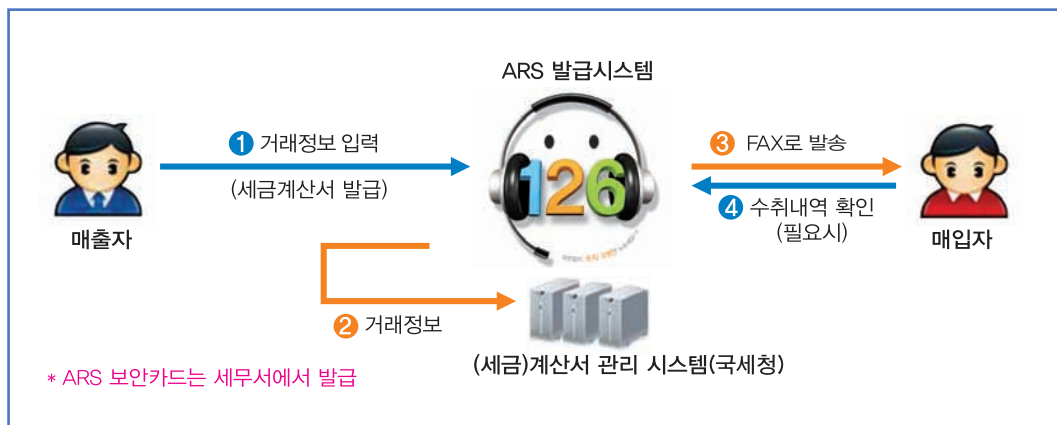 ARS 발급시스템
1 거래정보 입력
(세금계산서 발급)
매출자
126
3 FAX로 발송
4 수취내역 확인
(필요시)
매입자
2 거래정보
(세금)계산서 관리 시스템(국세청)
* ARS 보안카드는 세무서에서 발급